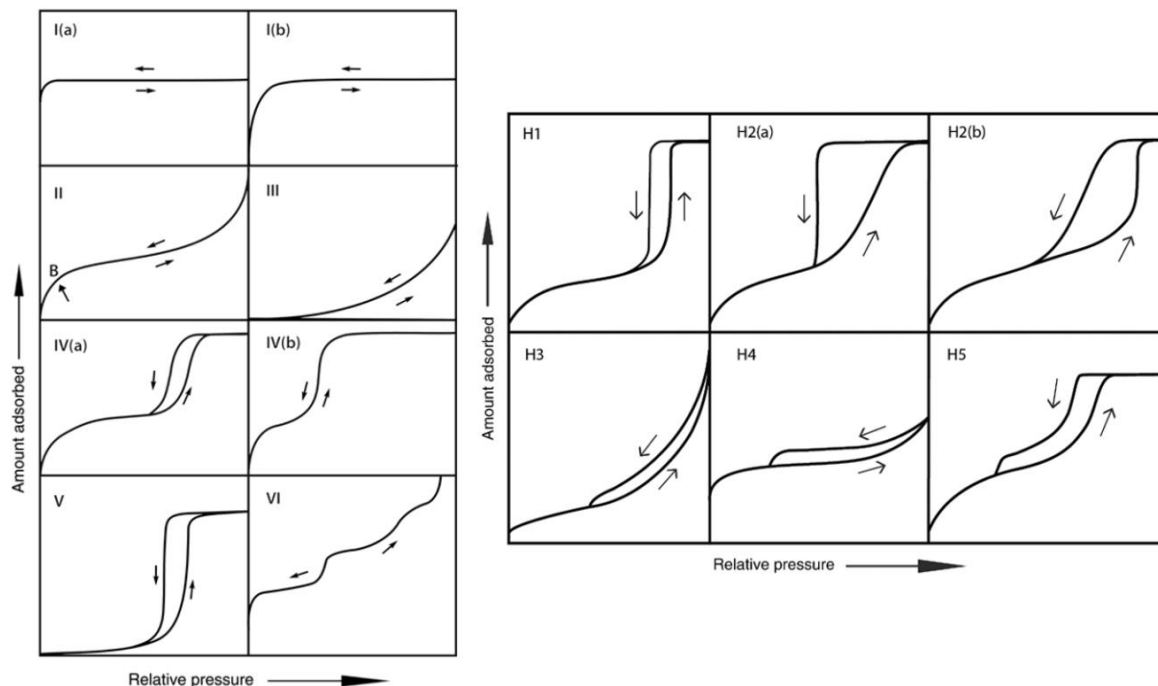 I(a)
I(b)
II
III
B
IV(a)
IV(b)
V
VI
Amount adsorbed
Relative pressure
H1
H2(a)
H2(b)
H3
H4
H5
Amount adsorbed
Relative pressure